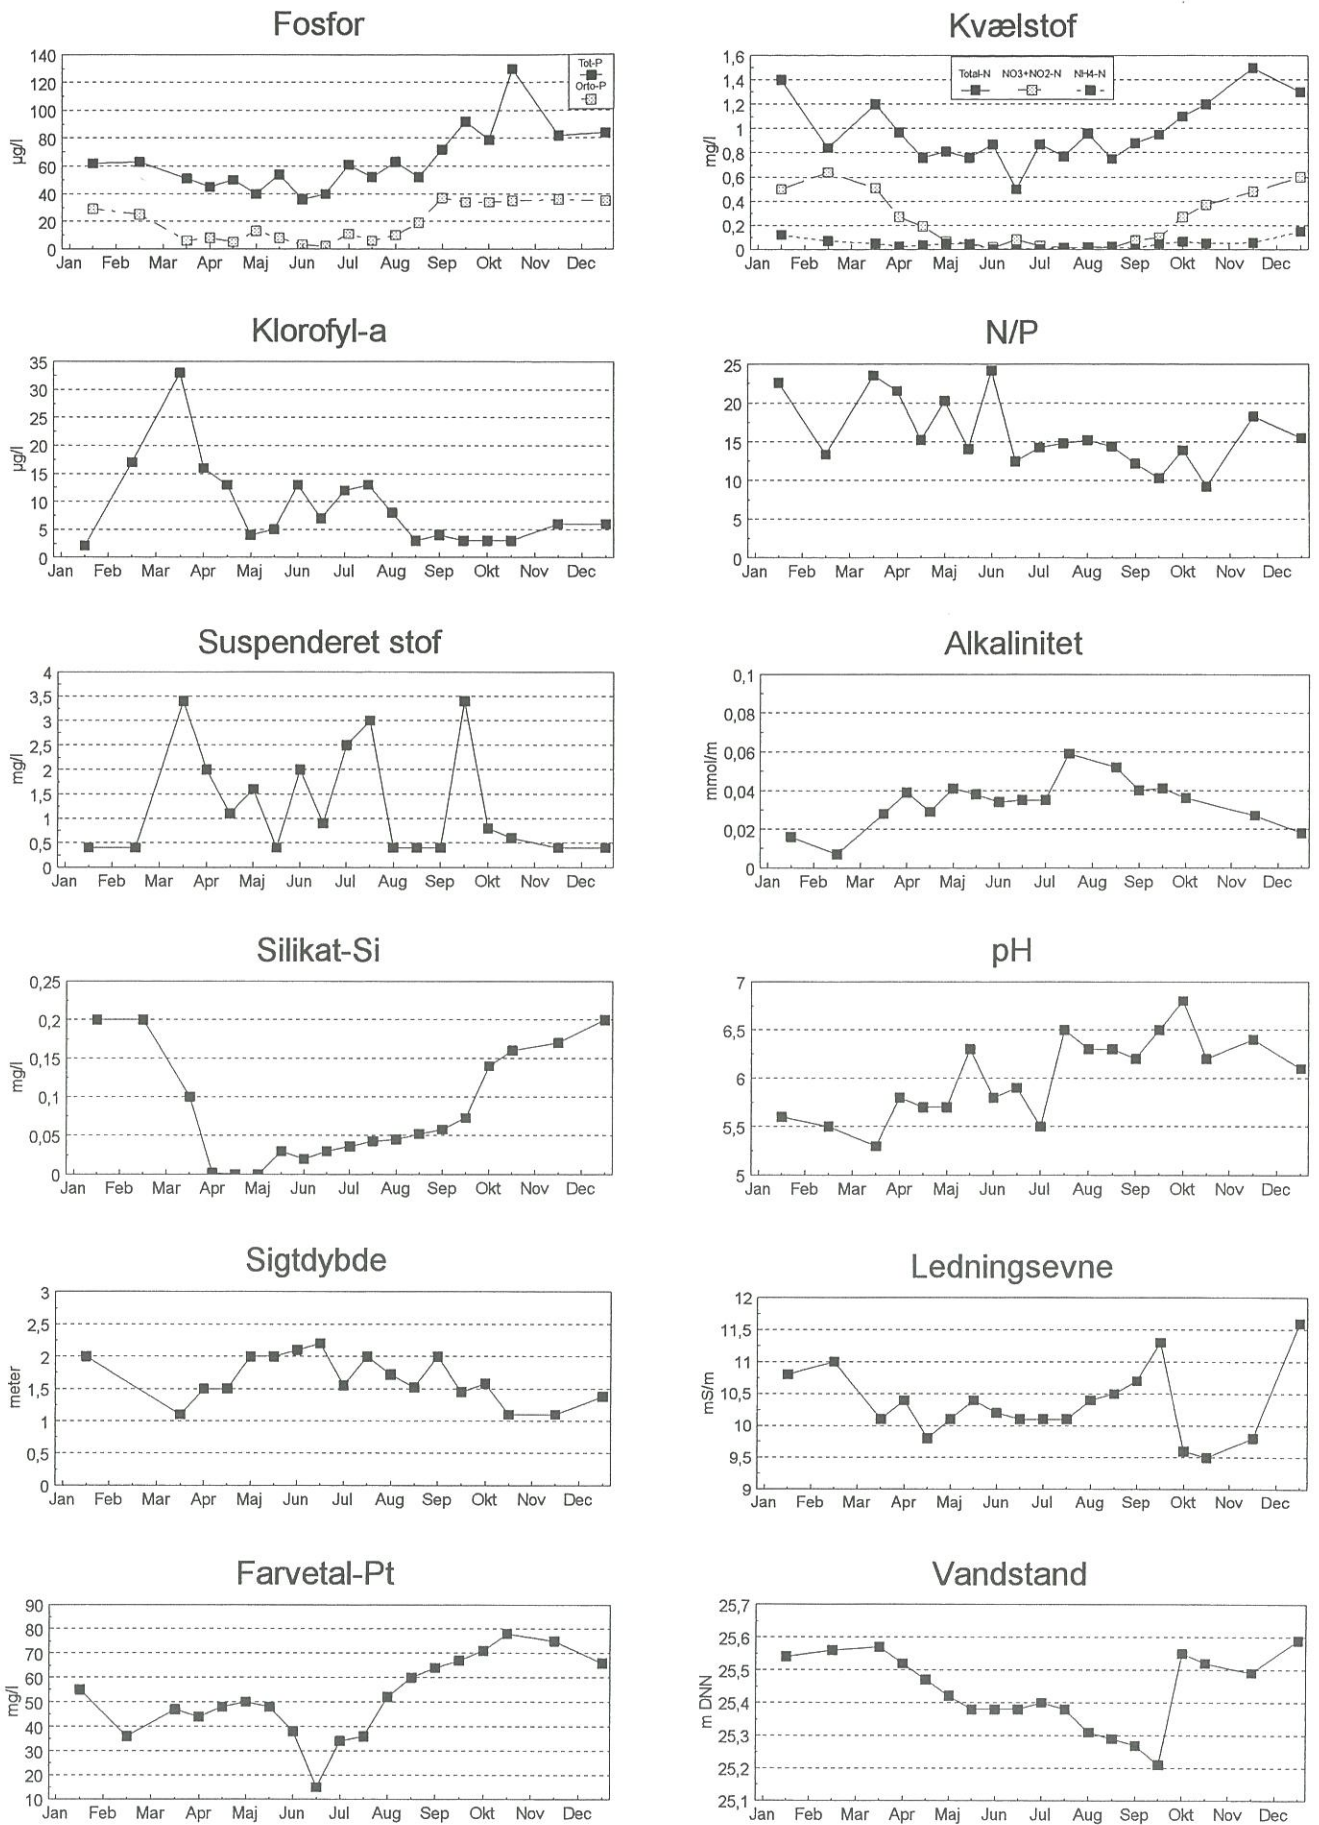 Fosfor
140
120
100
80
60
40
20
0
µg/l
Tot-P
Orto-P
Jan Feb Mar Apr Maj Jun Jul Aug Sep Okt Nov Dec
Kvælstof
1,6
1,4
1,2
1
0,8
0,6
0,4
0,2
0
mg/l
Total-N NO3+NO2-N NH4-N
Jan Feb Mar Apr Maj Jun Jul Aug Sep Okt Nov Dec
Klorofyl-a
35
30
25
20
15
10
5
0
µg/l
Jan Feb Mar Apr Maj Jun Jul Aug Sep Okt Nov Dec
N/P
25
20
15
10
5
0
Jan Feb Mar Apr Maj Jun Jul Aug Sep Okt Nov Dec
Suspenderet stof
4
3,5
3
2,5
2
1,5
1
0,5
0
mg/l
Jan Feb Mar Apr Maj Jun Jul Aug Sep Okt Nov Dec
Alkalinitet
0,1
0,08
0,06
0,04
0,02
0
mmol/m
Jan Feb Mar Apr Maj Jun Jul Aug Sep Okt Nov Dec
Silikat-Si
0,25
0,2
0,15
0,1
0,05
0
mg/l
Jan Feb Mar Apr Maj Jun Jul Aug Sep Okt Nov Dec
pH
7
6,5
6
5,5
5
Jan Feb Mar Apr Maj Jun Jul Aug Sep Okt Nov Dec
Sigtdybde
3
2,5
2
1,5
1
0,5
0
meter
Jan Feb Mar Apr Maj Jun Jul Aug Sep Okt Nov Dec
Ledningsevne
12
11,5
11
10,5
10
9,5
9
mS/m
Jan Feb Mar Apr Maj Jun Jul Aug Sep Okt Nov Dec
Farvetal-Pt
90
80
70
60
50
40
30
20
10
mg/l
Jan Feb Mar Apr Maj Jun Jul Aug Sep Okt Nov Dec
Vandstand
25,7
25,6
25,5
25,4
25,3
25,2
25,1
m DNN
Jan Feb Mar Apr Maj Jun Jul Aug Sep Okt Nov Dec